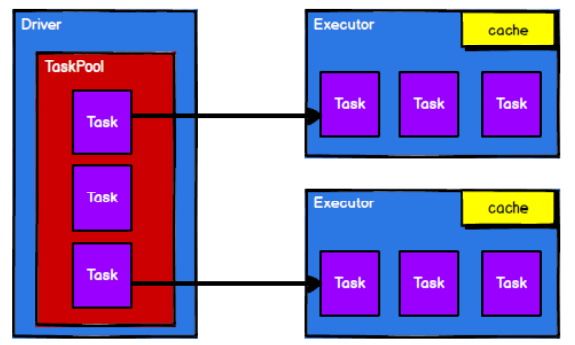 Driver
TaskPool
Task
Task
Task
Executor
cache
Task
Task
Task
Executor
cache
Task
Task
Task